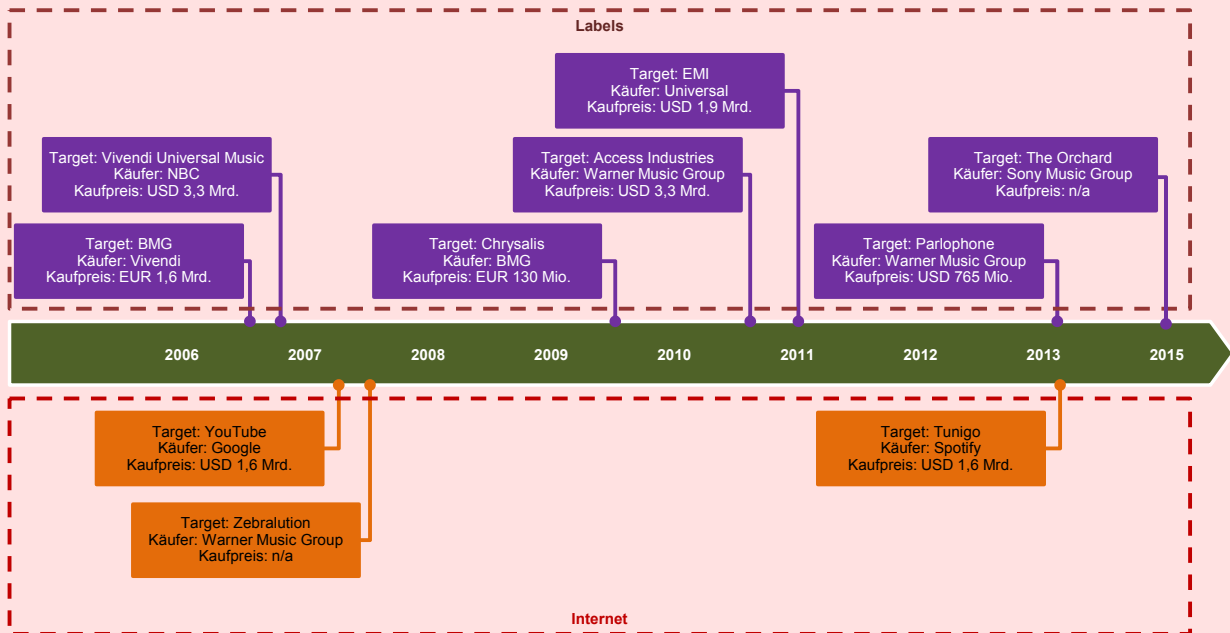 Labels
Target: EMI
Käufer: Universal
Kaufpreis: USD 1,9 Mrd.
Target: Vivendi Universal Music
Käufer: NBC
Kaufpreis: USD 3,3 Mrd.
Target: Access Industries
Käufer: Warner Music Group
Kaufpreis: USD 3,3 Mrd.
Target: The Orchard
Käufer: Sony Music Group
Kaufpreis: n/a
Target: BMG
Käufer: Vivendi
Kaufpreis: EUR 1,6 Mrd.
Target: Chrysalis
Käufer: BMG
Kaufpreis: EUR 130 Mio.
Target: Parlophone
Käufer: Warner Music Group
Kaufpreis: USD 765 Mio.
2006 2007 2008 2009 2010 2011 2012 2013 2015
Target: YouTube
Käufer: Google
Kaufpreis: USD 1,6 Mrd.
Target: Tunigo
Käufer: Spotify
Kaufpreis: USD 1,6 Mrd.
Target: Zebralution
Käufer: Warner Music Group
Kaufpreis: n/a
Internet